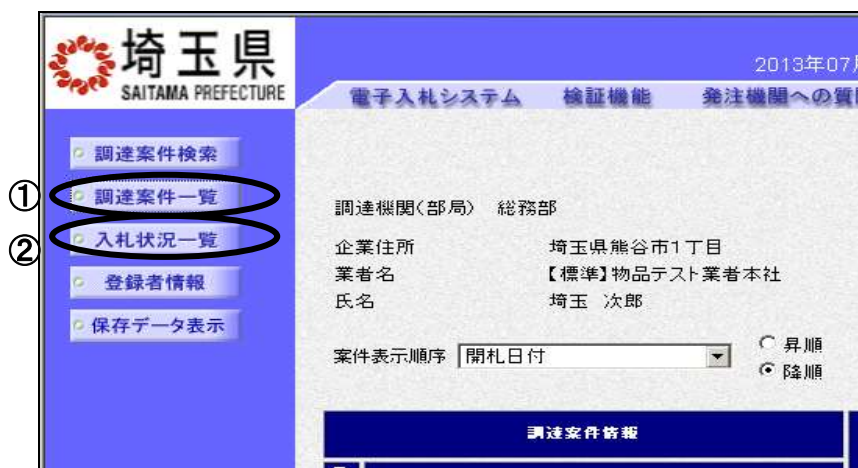 埼玉県
SAITAMA PREFECTURE
2013年07月
電子入札システム 検証機能 発注機関への質問
調達案件検索
① 調達案件一覧
② 入札状況一覧
登録者情報
保存データ表示
調達機関(部局) 総務部
企業住所 埼玉県熊谷市1丁目
業者名 【標準】物品テスト業者本社
氏名 埼玉 次郎
案件表示順序 開札日付
昇順
降順
調達案件情報